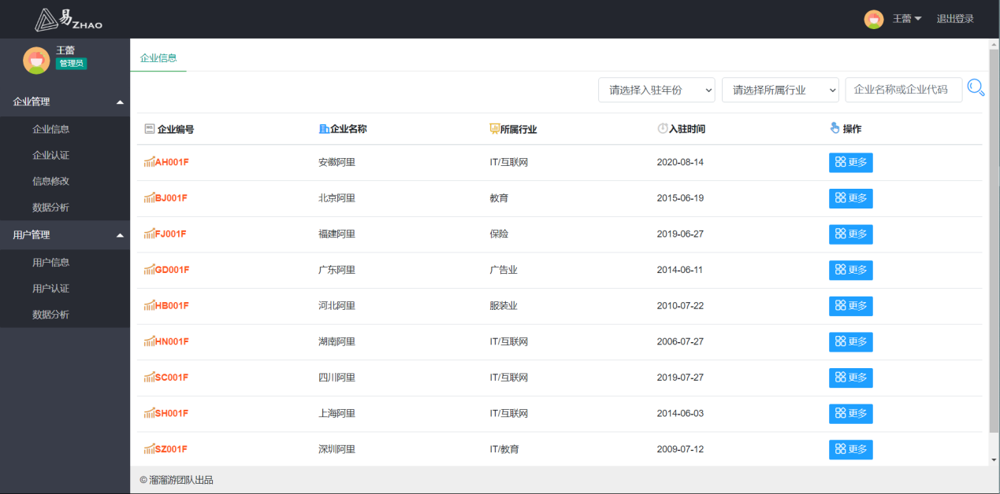 易ZHAO
王蕾
退出登录
王蕾
管理员
企业管理
企业信息
企业认证
信息修改
数据分析
用户管理
用户信息
用户认证
数据分析
企业信息
请选择入驻年份 请选择所属行业 企业名称或企业代码
企业编号 企业名称 所属行业 入驻时间 操作
AH001F 安徽阿里 IT/互联网 2020-08-14 更多
BJ001F 北京阿里 教育 2015-06-19 更多
FJ001F 福建阿里 保险 2019-06-27 更多
GD001F 广东阿里 广告业 2014-06-11 更多
HB001F 河北阿里 服装业 2010-07-22 更多
HN001F 湖南阿里 IT/互联网 2006-07-27 更多
SC001F 四川阿里 IT/互联网 2019-07-27 更多
SH001F 上海阿里 IT/互联网 2014-06-03 更多
SZ001F 深圳阿里 IT/教育 2009-07-12 更多
© 溜溜游团队出品